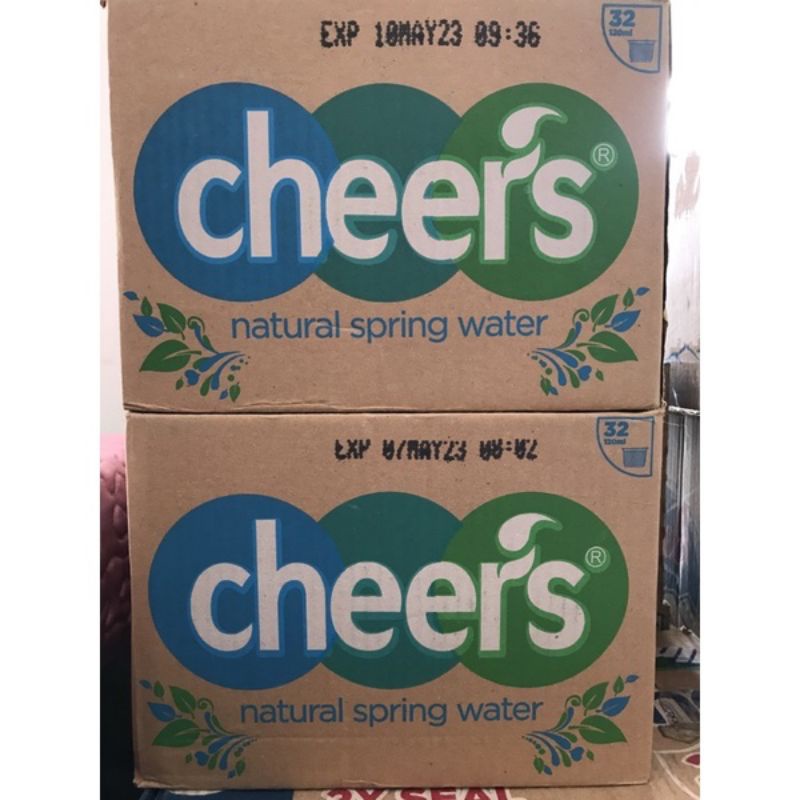 EXP 10MAY23 09:36
32
120ml
cheers®
natural spring water
EXP 07MAY23 08:02
32
120ml
cheers®
natural spring water